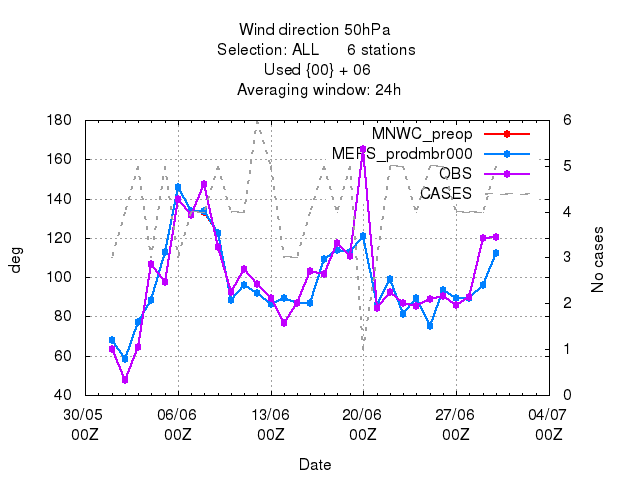 Wind direction 50hPa
Selection: ALL 6 stations
Used {00} + 06
Averaging window: 24h
180
160
140
120
100
80
60
40
deg
6
5
4
3
2
1
0
No cases
MNWC_preop
MEPS_prodmbr000
OBS
CASES
30/05 06/06 13/06 20/06 27/06 04/07
00Z 00Z 00Z 00Z 00Z 00Z
Date